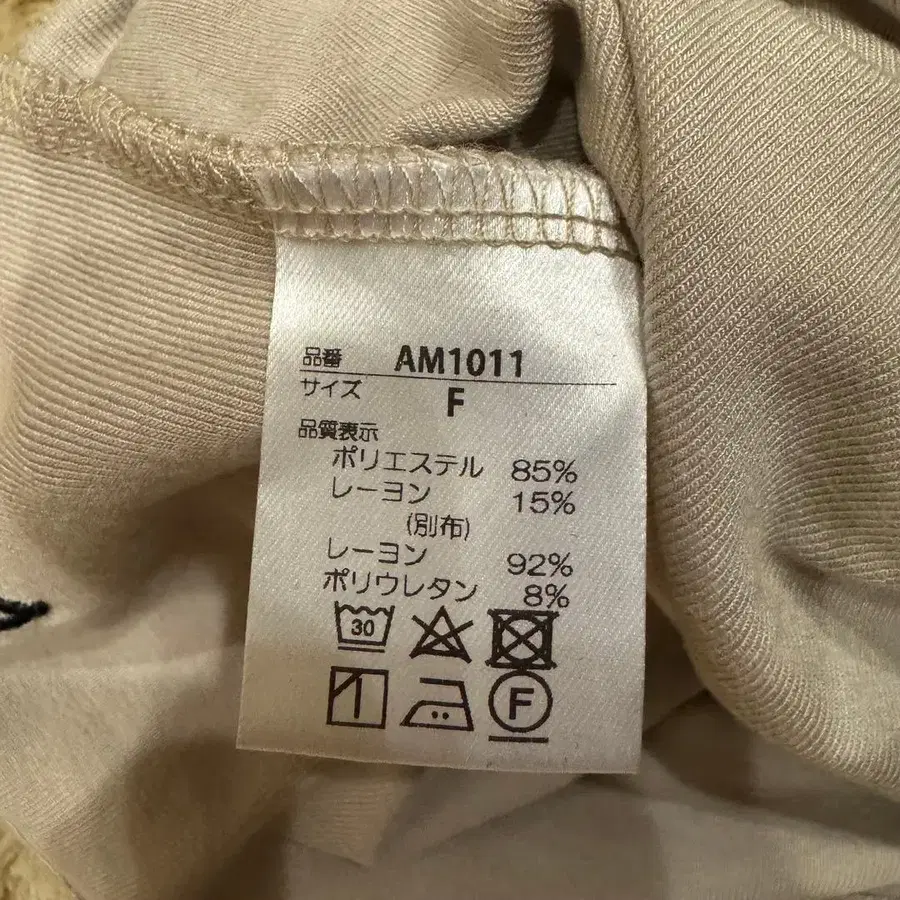 品番 AM1011
サイズ F
品質表示
ポリエステル 85%
レーヨン 15%
(別布)
レーヨン 92%
ポリウレタン 8%
30
F